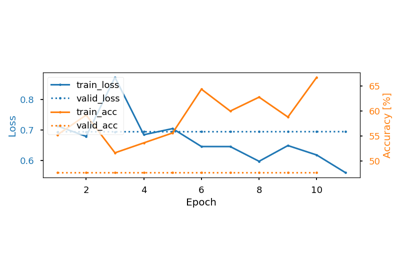 train_loss
valid_loss
train_acc
valid_acc
0.8
0.7
0.6
Loss
65
60
55
50
Accuracy [%]
2
4
6
8
10
Epoch